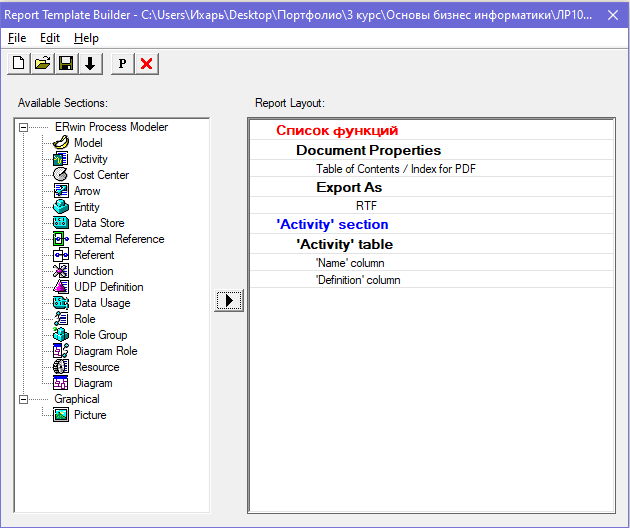 Report Template Builder - C:\Users\Ихарь\Desktop\Портфолио\3 курс\Основы бизнес информатики\ЛР10...
File Edit Help
P
Available Sections:
ERwin Process Modeler
Model
Activity
Cost Center
Arrow
Entity
Data Store
External Reference
Referent
Junction
UDP Definition
Data Usage
Role
Role Group
Diagram Role
Resource
Diagram
Graphical
Picture
Report Layout:
Список функций
Document Properties
Table of Contents / Index for PDF
Export As
RTF
'Activity' section
'Activity' table
'Name' column
'Definition' column